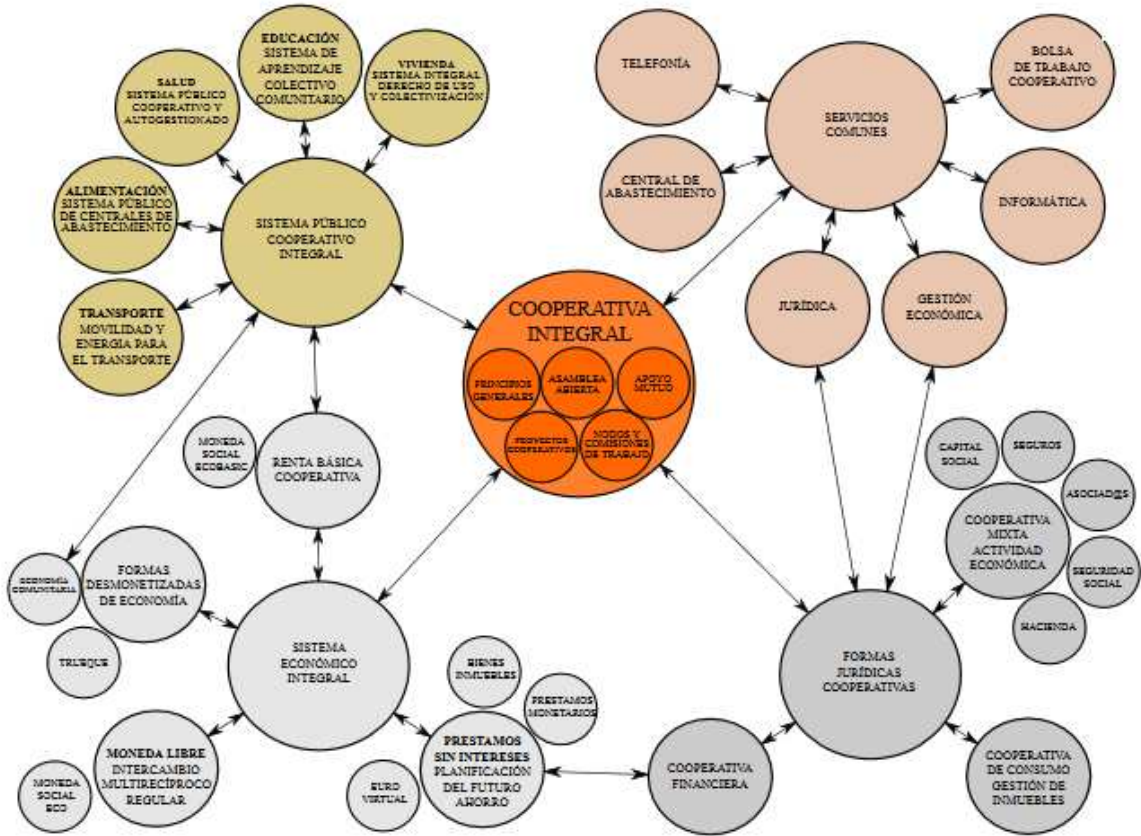 EDUCACIÓN
SISTEMA DE
APRENDIZAJE
COLECTIVO
COMUNITARIO
VIVIENDA
SISTEMA INTEGRAL
DERECHO DE USO
Y COLECTIVIZACIÓN
SALUD
SISTEMA PÚBLICO
COOPERATIVO Y
AUTOGESTIONADO
ALIMENTACIÓN
SISTEMA PÚBLICO
DE CENTRALES DE
ABASTECIMIENTO
SISTEMA PÚBLICO
COOPERATIVO
INTEGRAL
TRANSPORTE
MOVILIDAD Y
ENERGIA PARA
EL TRANSPORTE
TELEFONÍA
BOLSA
DE TRABAJO
COOPERATIVO
SERVICIOS
COMUNES
CENTRAL DE
ABASTECIMIENTO
INFORMÁTICA
JURÍDICA
GESTIÓN
ECONÓMICA
COOPERATIVA
INTEGRAL
PRINCIPIOS
GENERALES
ASAMBLEA
ABIERTA
APOYO
MUTUO
PROYECTOS
COOPERATIVOS
NODOS Y
COMISIONES
DE TRABAJO
MONEDA
SOCIAL
ECOBASIC
RENTA BÁSICA
COOPERATIVA
ECONOMÍA
COMUNITARIA
FORMAS
DESMONETIZADAS
DE ECONOMÍA
TRUEQUE
SISTEMA
ECONÓMICO
INTEGRAL
MONEDA LIBRE
INTERCAMBIO
MULTIRECÍPROCO
REGULAR
MONEDA
SOCIAL
ECO
BIENES
INMUEBLES
PRESTAMOS
MONETARIOS
PRESTAMOS
SIN INTERESES
PLANIFICACIÓN
DEL FUTURO
AHORRO
EURO
VIRTUAL
CAPITAL
SOCIAL
SEGUROS
ASOCIAD@S
COOPERATIVA
MIXTA
ACTIVIDAD
ECONÓMICA
SEGURIDAD
SOCIAL
HACIENDA
FORMAS
JURÍDICAS
COOPERATIVAS
COOPERATIVA
FINANCIERA
COOPERATIVA
DE CONSUMO
GESTIÓN DE
INMUEBLES